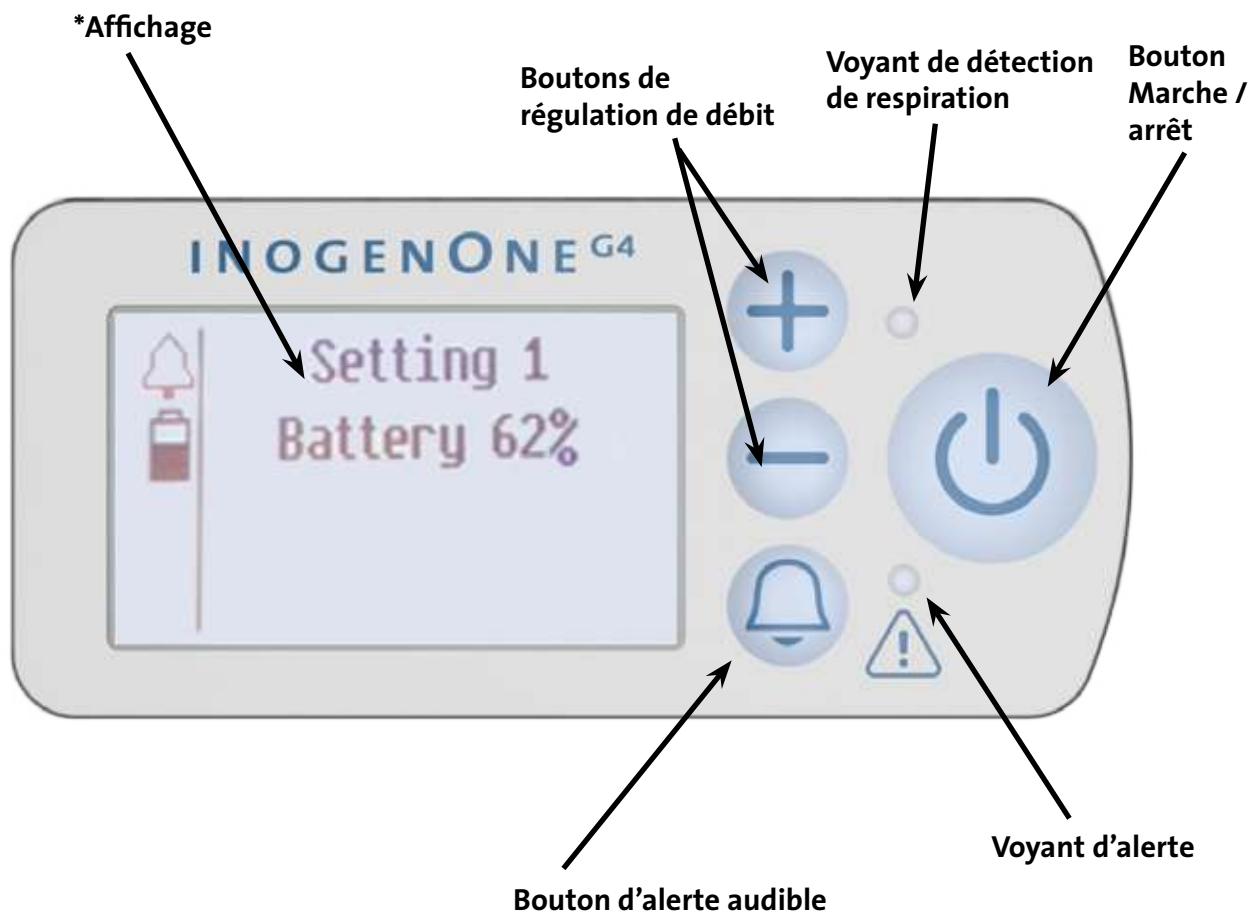 *Affichage
Boutons de
régulation de débit
Voyant de détection
de respiration
Bouton
Marche /
arrêt
INOGENONE G4
Setting 1
Battery 62%
Voyant d’alerte
Bouton d’alerte audible